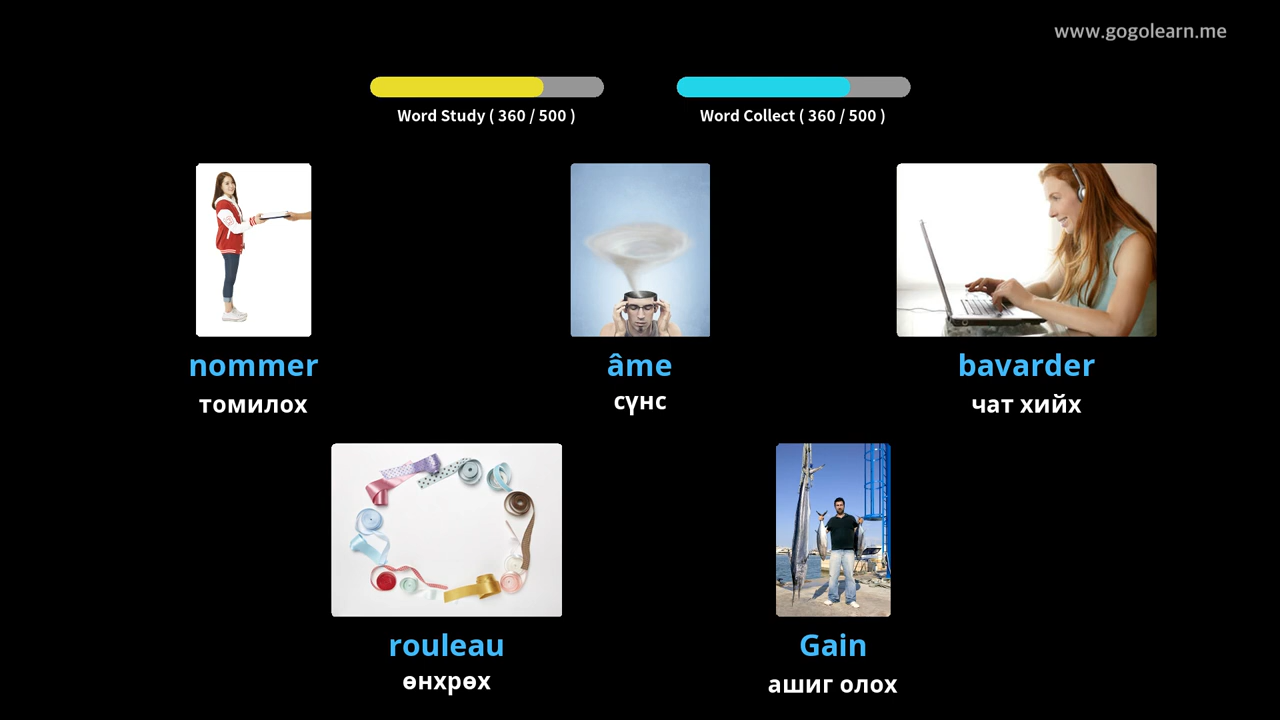 www.gogolearn.me
Word Study ( 360 / 500 )
Word Collect ( 360 / 500 )
nommer
томилох
âme
сүнс
bavarder
чат хийх
rouleau
өнхрөх
Gain
ашиг олох